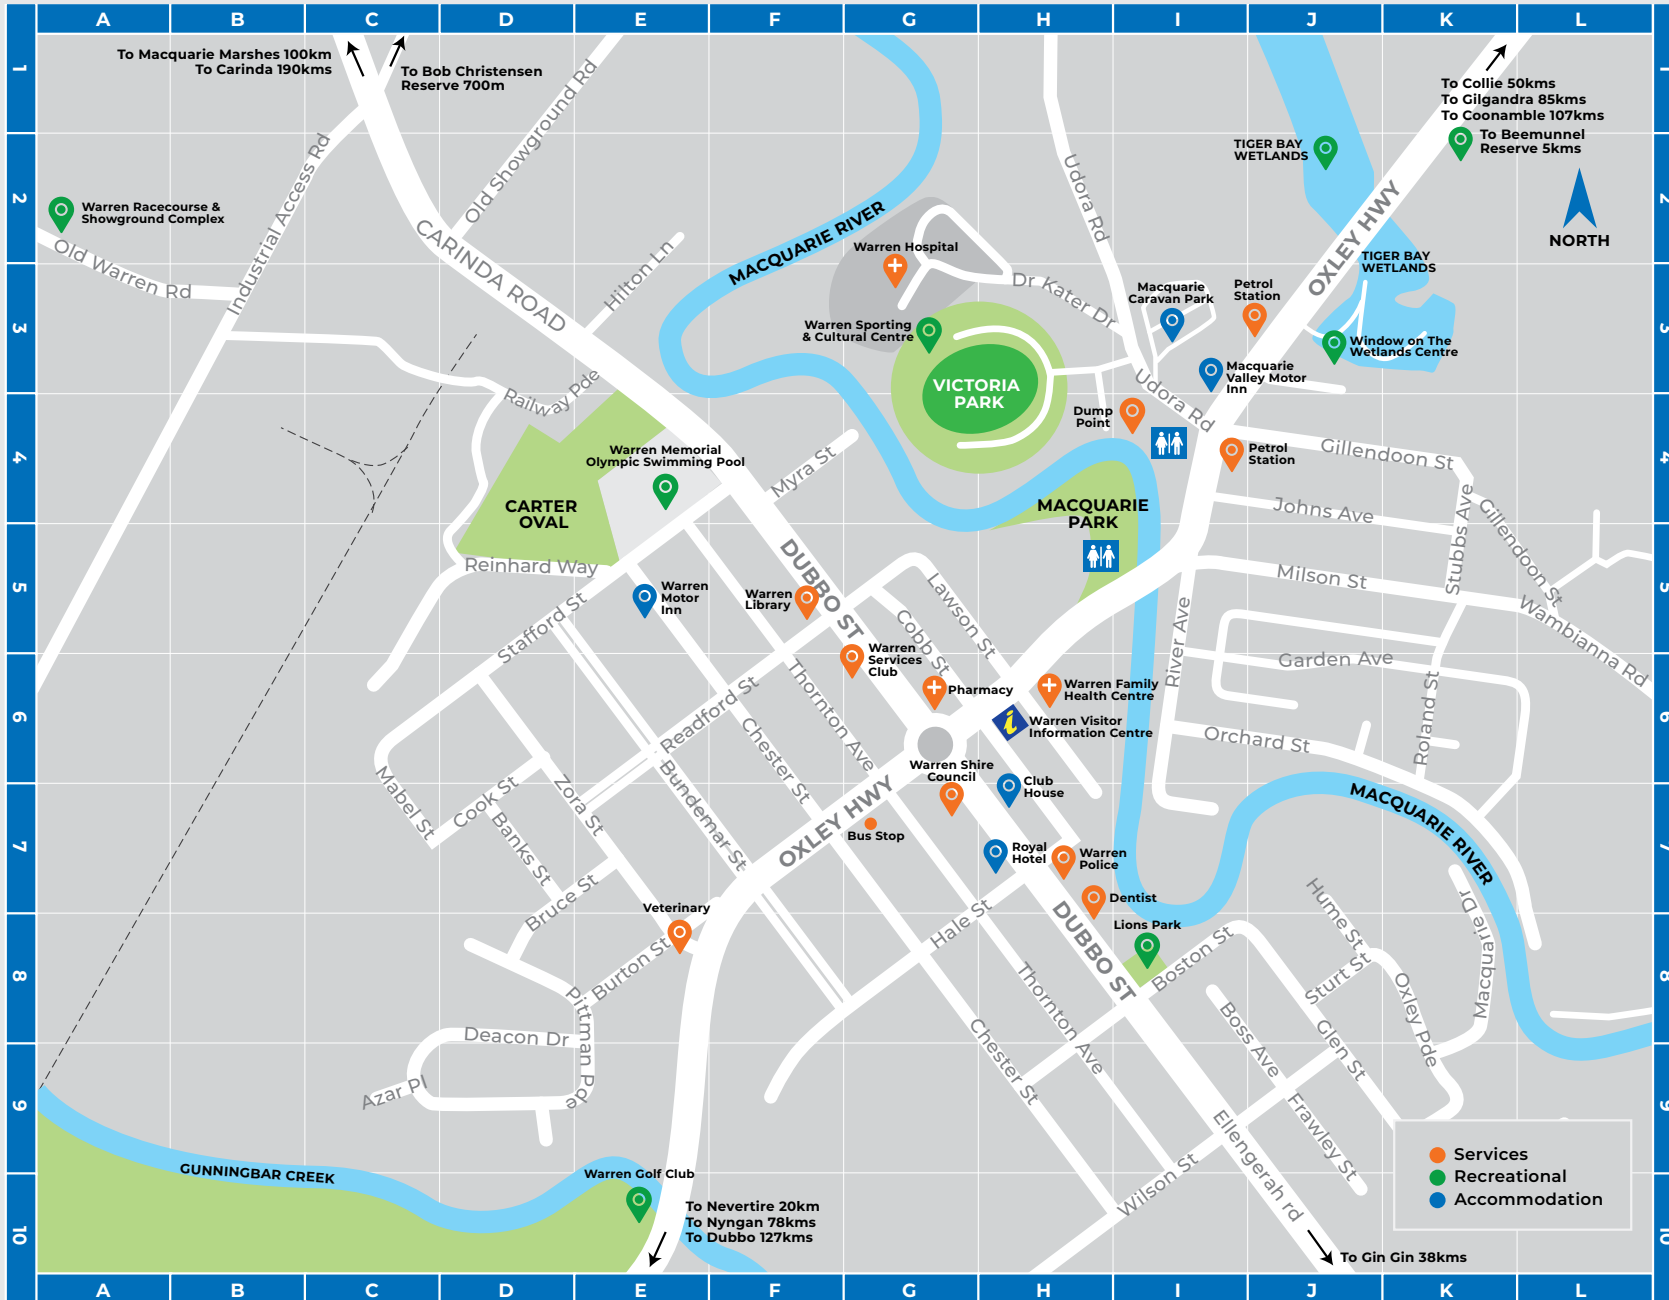 A B C D E F G H I J K L
1
2
3
4
5
6
7
8
9
10
To Macquarie Marshes 100km
To Carinda 190kms
To Bob Christensen
Reserve 700m
Old Showground Rd
Industrial Access Rd
Warren Racecourse &
Showground Complex
Old Warren Rd
CARINDA ROAD
Hilton Ln
MACQUARIE RIVER
Warren Hospital
Udora Rd
Dr Kater Dr
TIGER BAY
WETLANDS
To Collie 50kms
To Gilgandra 85kms
To Coonamble 107kms
To Beemunnel
Reserve 5kms
NORTH
OXLEY HWY
TIGER BAY
WETLANDS
Macquarie
Caravan Park
Petrol
Station
Warren Sporting
& Cultural Centre
Window on The
Wetlands Centre
VICTORIA
PARK
Macquarie
Valley Motor
Inn
Udora Rd
Railway Pde
Dump
Point
Petrol
Station
Gillendoon St
Warren Memorial
Olympic Swimming Pool
Myra St
CARTER
OVAL
MACQUARIE
PARK
Johns Ave
Stubbs Ave
Gillendoon St
Reinhard Way
Warren
Motor
Inn
DUBBO ST
Warren
Library
Lawson St
Cobb St
Milson St
Wambianna Rd
Stafford St
River Ave
Garden Ave
Warren
Services
Club
Pharmacy
Warren Family
Health Centre
Warren Visitor
Information Centre
Readford St
Thornton Ave
Chester St
Roland St
Orchard St
Warren Shire
Council
Club
House
Mabel St
Cook St
Zora St
Bundemar St
OXLEY HWY
Bus Stop
MACQUARIE RIVER
Banks St
Royal
Hotel
Warren
Police
Dentist
Bruce St
Veterinary
Hale St
DUBBO ST
Lions Park
Boston St
Hume St
Macquarie Dr
Burton St
Sturt St
Oxley Pde
Pittman Pde
Deacon Dr
Thornton Ave
Chester St
Boss Ave
Glen St
Azar Pl
Frawley St
Ellengerah rd
Wilson St
GUNNINGBAR CREEK
Warren Golf Club
To Nevertire 20km
To Nyngan 78kms
To Dubbo 127kms
Services
Recreational
Accommodation
To Gin Gin 38kms
1
2
3
4
5
6
7
8
9
10
A B C D E F G H I J K L